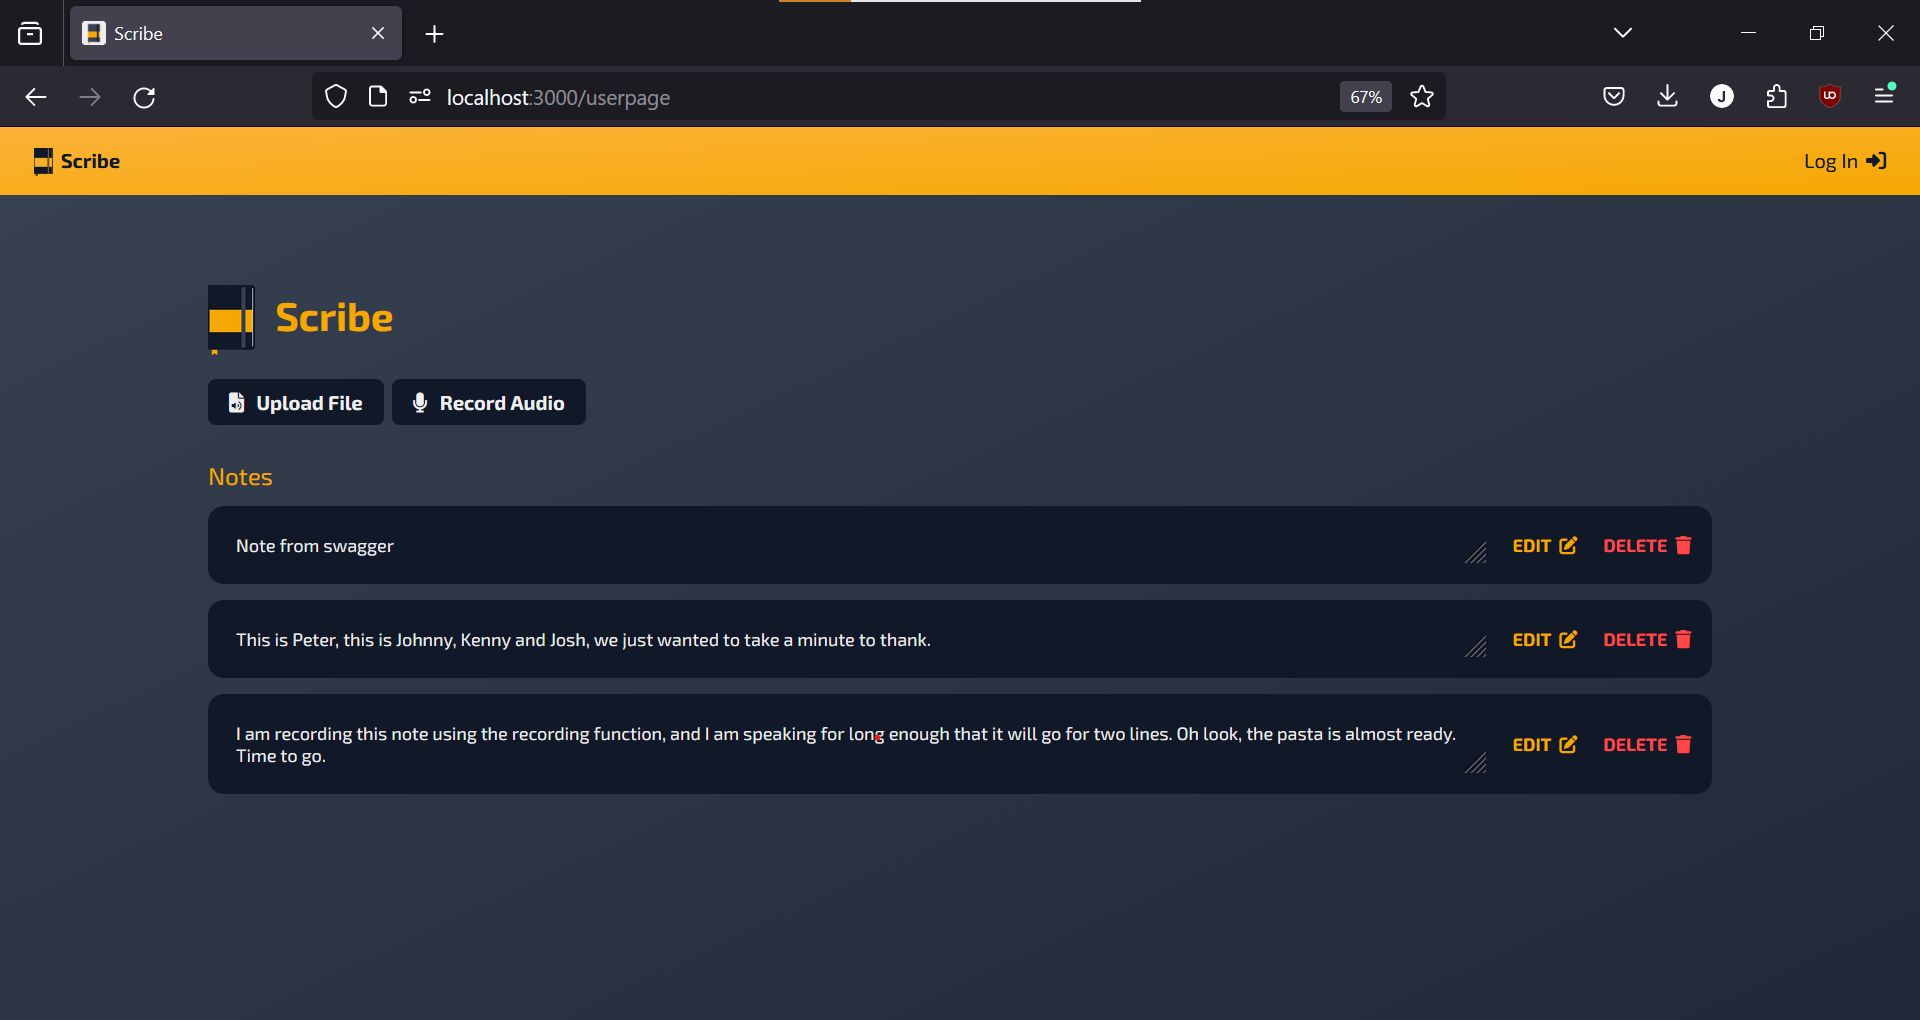 Scribe
localhost:3000/userpage
67%
J
Scribe
Log In
Scribe
Upload File
Record Audio
Notes
Note from swagger
EDIT
DELETE
This is Peter, this is Johnny, Kenny and Josh, we just wanted to take a minute to thank.
EDIT
DELETE
I am recording this note using the recording function, and I am speaking for long enough that it will go for two lines. Oh look, the pasta is almost ready.
Time to go.
EDIT
DELETE